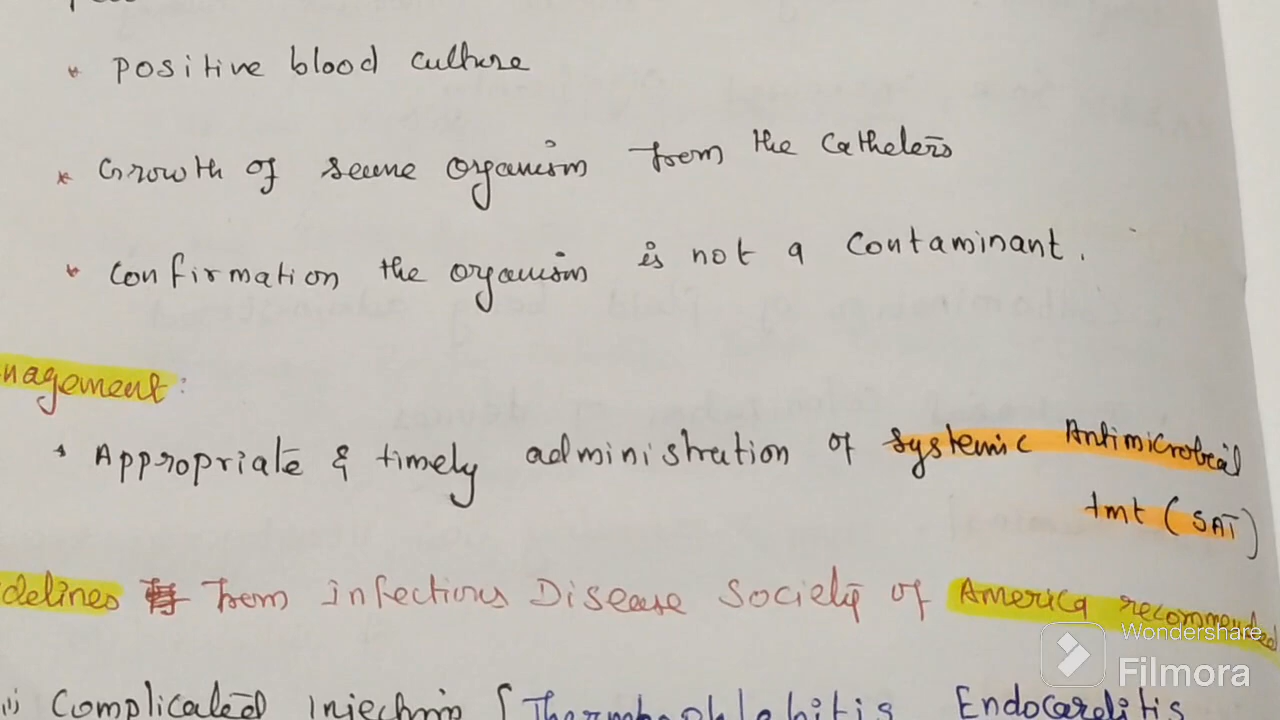 * positive blood culture
* Growth of same organism from the Catheters
* Confirmation the organism is not a Contaminant.
nagement:
* Appropriate & timely administration of systemic Antimicrobial
tmt (SAT)
delines from infectious Disease Society of America recommended
Wondershare
Filmora
i) Complicated Injection [Thrombophlebitis Endocarditis